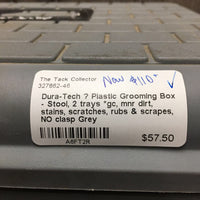 The Tack Collector
327862-46
Now $110
Dura-Tech ? Plastic Grooming Box
- Stool, 2 trays *gc, mnr dirt,
stains, scratches, rubs & scrapes,
NO clasp Grey
A6FT2R
$57.50